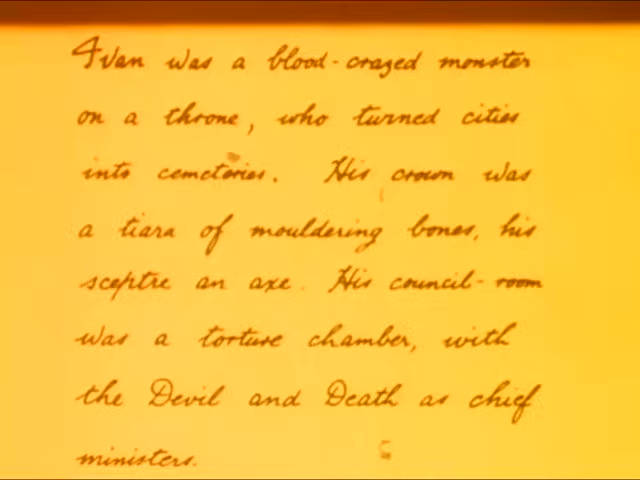 Ivan was a blood-crazed monster
on a throne, who turned cities
into cemeteries. His crown was
a tiara of mouldering bones, his
sceptre an axe. His council-room
was a torture chamber, with
the Devil and Death as chief
ministers.